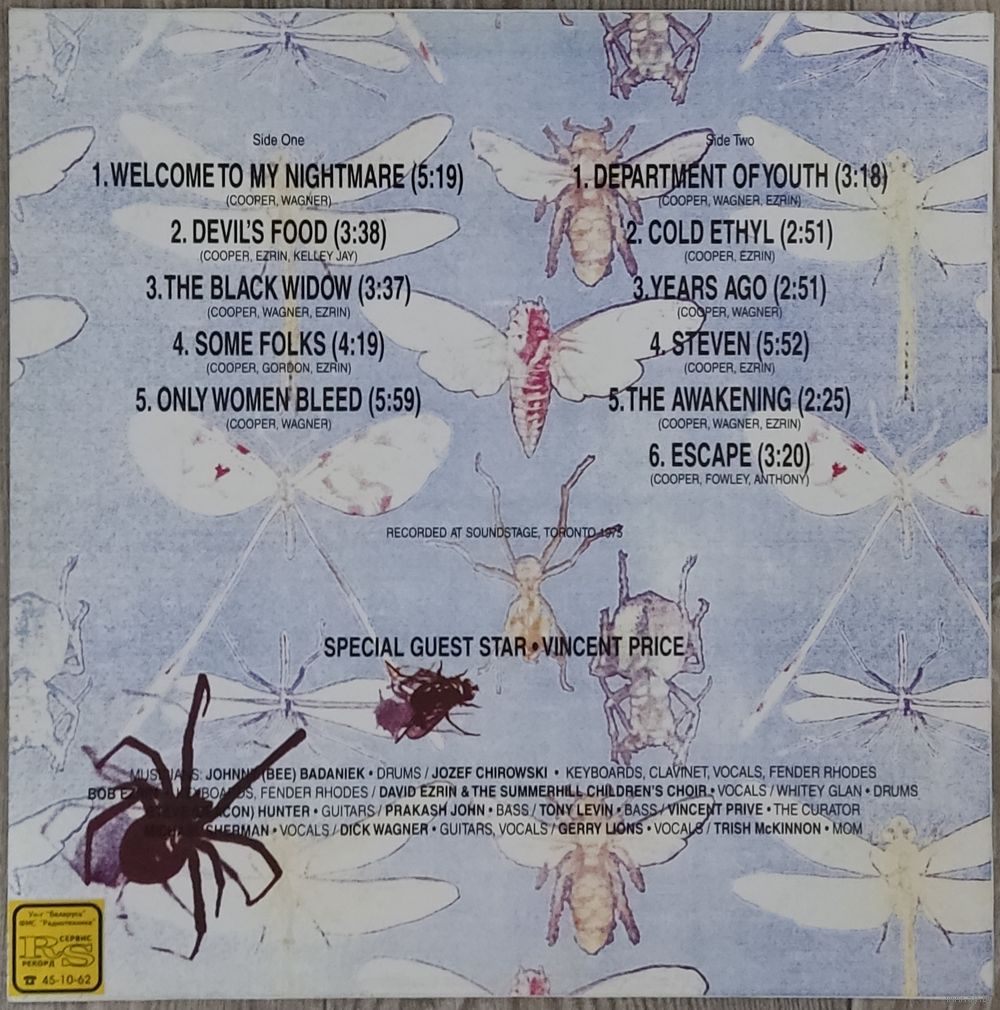 Side One
1. WELCOME TO MY NIGHTMARE (5:19)
(COOPER, WAGNER)
2. DEVIL'S FOOD (3:38)
(COOPER, EZRIN, KELLEY JAY)
3. THE BLACK WIDOW (3:37)
(COOPER, WAGNER, EZRIN)
4. SOME FOLKS (4:19)
(COOPER, GORDON, EZRIN)
5. ONLY WOMEN BLEED (5:59)
(COOPER, WAGNER)
Side Two
1. DEPARTMENT OF YOUTH (3:18)
(COOPER, WAGNER, EZRIN)
2. COLD ETHYL (2:51)
(COOPER, EZRIN)
3. YEARS AGO (2:51)
(COOPER, WAGNER)
4. STEVEN (5:52)
(COOPER, EZRIN)
5. THE AWAKENING (2:25)
(COOPER, WAGNER, EZRIN)
6. ESCAPE (3:20)
(COOPER, FOWLEY, ANTHONY)
RECORDED AT SOUNDSTAGE, TORONTO 1975
SPECIAL GUEST STAR • VINCENT PRICE
JOHNNY (BEE) BADANIEK • DRUMS / JOZEF CHIROWSKI • KEYBOARDS, CLAVINET, VOCALS, FENDER RHODES
BOB EZRIN • KEYBOARDS, FENDER RHODES / DAVID EZRIN & THE SUMMERHILL CHILDREN'S CHOIR • VOCALS / WHITEY GLAN • DRUMS
HUNTER • GUITARS / PRAKASH JOHN • BASS / TONY LEVIN • BASS / VINCENT PRIVE • THE CURATOR
SHERMAN • VOCALS / DICK WAGNER • GUITARS, VOCALS / GERRY LIONS • VOCALS / TRISH McKINNON • MOM
"Беларусь"
ФМС "Радиотехника"
RS
СЕРВИС
РЕКОРД
☎ 45-10-62